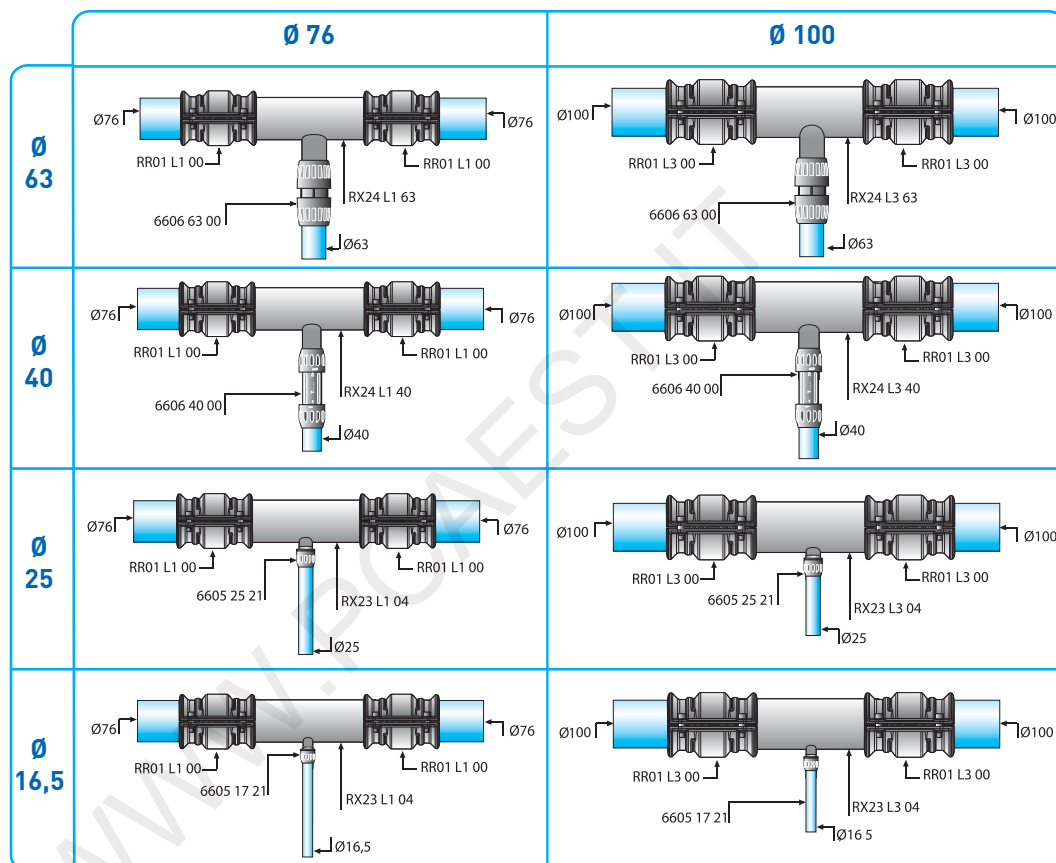 Ø 76
Ø 100
Ø
63
Ø76
Ø76
RR01 L1 00
RR01 L1 00
RX24 L1 63
6606 63 00
Ø63
Ø100
Ø100
RR01 L3 00
RR01 L3 00
RX24 L3 63
6606 63 00
Ø63
Ø
40
Ø76
Ø76
RR01 L1 00
RR01 L1 00
RX24 L1 40
6606 40 00
Ø40
Ø100
Ø100
RR01 L3 00
RR01 L3 00
RX24 L3 40
6606 40 00
Ø40
Ø
25
Ø76
Ø76
RR01 L1 00
RR01 L1 00
6605 25 21
RX23 L1 04
Ø25
Ø100
Ø100
RR01 L3 00
RR01 L3 00
6605 25 21
RX23 L3 04
Ø25
Ø
16,5
Ø76
Ø76
RR01 L1 00
RR01 L1 00
6605 17 21
RX23 L1 04
Ø16,5
Ø100
Ø100
RR01 L3 00
RR01 L3 00
6605 17 21
RX23 L3 04
Ø16 5
WWW.PCAEST.IT